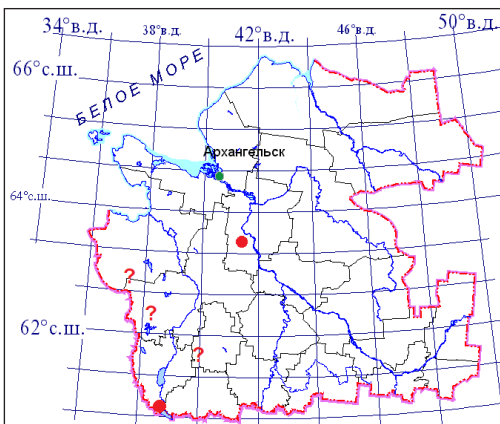 34°в.д.
38°в.д.
42°в.д.
46°в.д.
50°в.д.
66°с.ш.
БЕЛОЕ МОРЕ
Архангельск
64°с.ш.
?
?
62°с.ш.
?